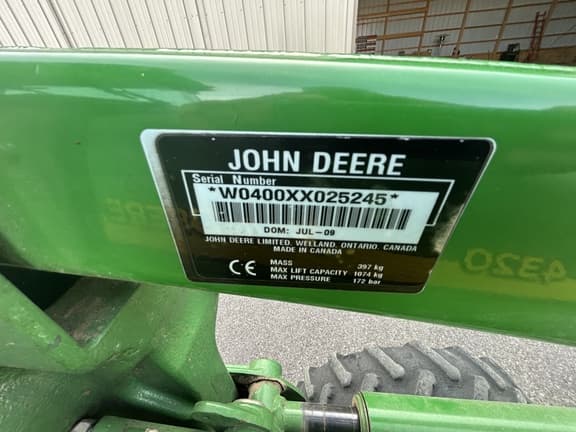 JOHN DEERE
Serial Number
*W0400XX025245*
DOM: JUL-09
JOHN DEERE LIMITED, WELLAND, ONTARIO, CANADA
MADE IN CANADA
CE
MASS 397 kg
MAX LIFT CAPACITY 1074 kg
MAX PRESSURE 172 bar
4320